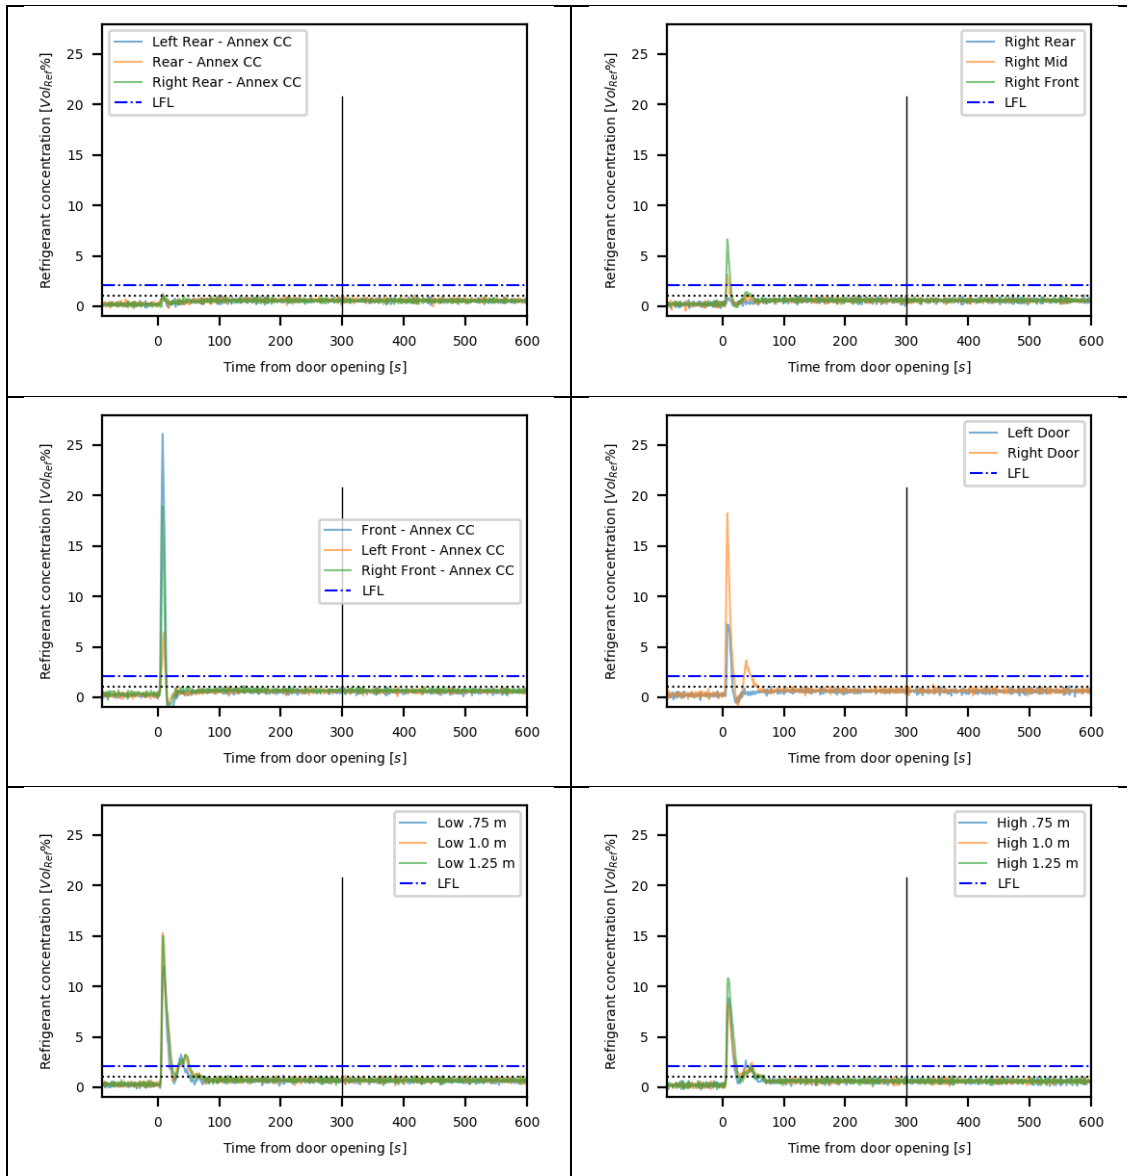 Refrigerant concentration [Vol_Ref%]
25
20
15
10
5
0
Left Rear - Annex CC
Rear - Annex CC
Right Rear - Annex CC
LFL
0 100 200 300 400 500 600
Time from door opening [s]
Refrigerant concentration [Vol_Ref%]
25
20
15
10
5
0
Right Rear
Right Mid
Right Front
LFL
0 100 200 300 400 500 600
Time from door opening [s]
Refrigerant concentration [Vol_Ref%]
25
20
15
10
5
0
Front - Annex CC
Left Front - Annex CC
Right Front - Annex CC
LFL
0 100 200 300 400 500 600
Time from door opening [s]
Refrigerant concentration [Vol_Ref%]
25
20
15
10
5
0
Left Door
Right Door
LFL
0 100 200 300 400 500 600
Time from door opening [s]
Refrigerant concentration [Vol_Ref%]
25
20
15
10
5
0
Low .75 m
Low 1.0 m
Low 1.25 m
LFL
0 100 200 300 400 500 600
Time from door opening [s]
Refrigerant concentration [Vol_Ref%]
25
20
15
10
5
0
High .75 m
High 1.0 m
High 1.25 m
LFL
0 100 200 300 400 500 600
Time from door opening [s]